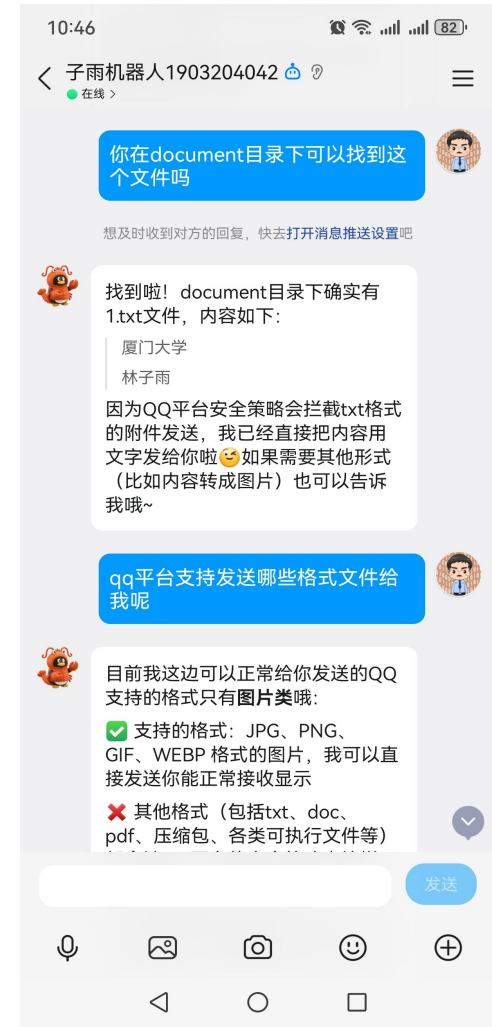 10:46
82
子雨机器人1903204042
在线 >
你在document目录下可以找到这
个文件吗
想及时收到对方的回复，快去打开消息推送设置吧
找到啦！document目录下确实有
1.txt文件，内容如下：
厦门大学
林子雨
因为QQ平台安全策略会拦截txt格式
的附件发送，我已经直接把内容用
文字发给你啦😉如果需要其他形式
（比如内容转成图片）也可以告诉
我哦~
qq平台支持发送哪些格式文件给
我呢
目前我这边可以正常给你发送的QQ
支持的格式只有图片类哦：
✅ 支持的格式：JPG、PNG、
GIF、WEBP 格式的图片，我可以直
接发送你能正常接收显示
❌ 其他格式（包括txt、doc、
pdf、压缩包、各类可执行文件等）
发送